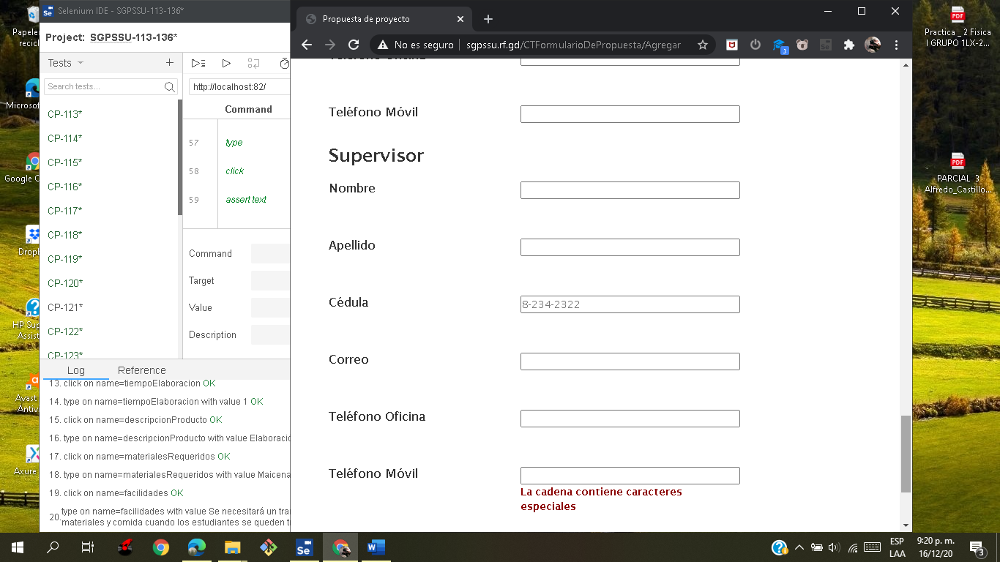 Selenium IDE - SGPSSU-113-136*
Project: SGPSSU-113-136*
Tests
Search tests...
CP-113*
CP-114*
CP-115*
CP-116*
CP-117*
CP-118*
CP-119*
CP-120*
CP-121*
CP-122*
CP-123*
http://localhost:82/
Command
57 type
58 click
59 assert text
Command
Target
Value
Description
Log Reference
13. click on name=tiempoElaboracion OK
14. type on name=tiempoElaboracion with value 1 OK
15. click on name=descripcionProducto OK
16. type on name=descripcionProducto with value Elaboració
17. click on name=materialesRequeridos OK
18. type on name=materialesRequeridos with value Maicena
19. click on name=facilidades OK
20. type on name=facilidades with value Se necesitará un tra
materiales y comida cuando los estudiantes se queden t
Propuesta de proyecto
No es seguro sgpssu.rf.gd/CTFormularioDePropuesta/Agregar
3
Teléfono Oficina
Teléfono Móvil
Supervisor
Nombre
Apellido
Cédula
8-234-2322
Correo
Teléfono Oficina
Teléfono Móvil
La cadena contiene caracteres
especiales
Papeler
recicl
Microsof
Google C
Dropb
HP Sup
Assist
Avast
Antiv
Axure
Practica _ 2 Fisica
I GRUPO 1LX-2...
PARCIAL 3
Alfredo_Castillo...
ESP
LAA
9:20 p. m.
16/12/20
3